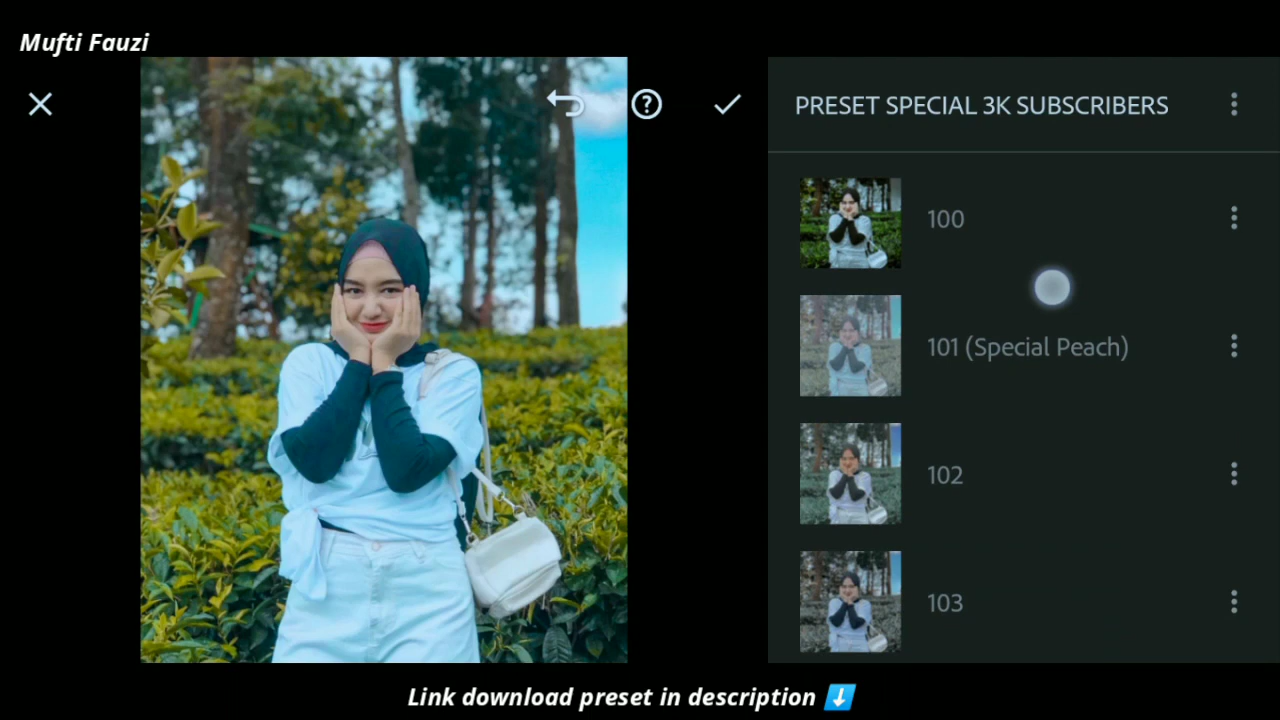 Mufti Fauzi
PRESET SPECIAL 3K SUBSCRIBERS
100
101 (Special Peach)
102
103
Link download preset in description ⬇️